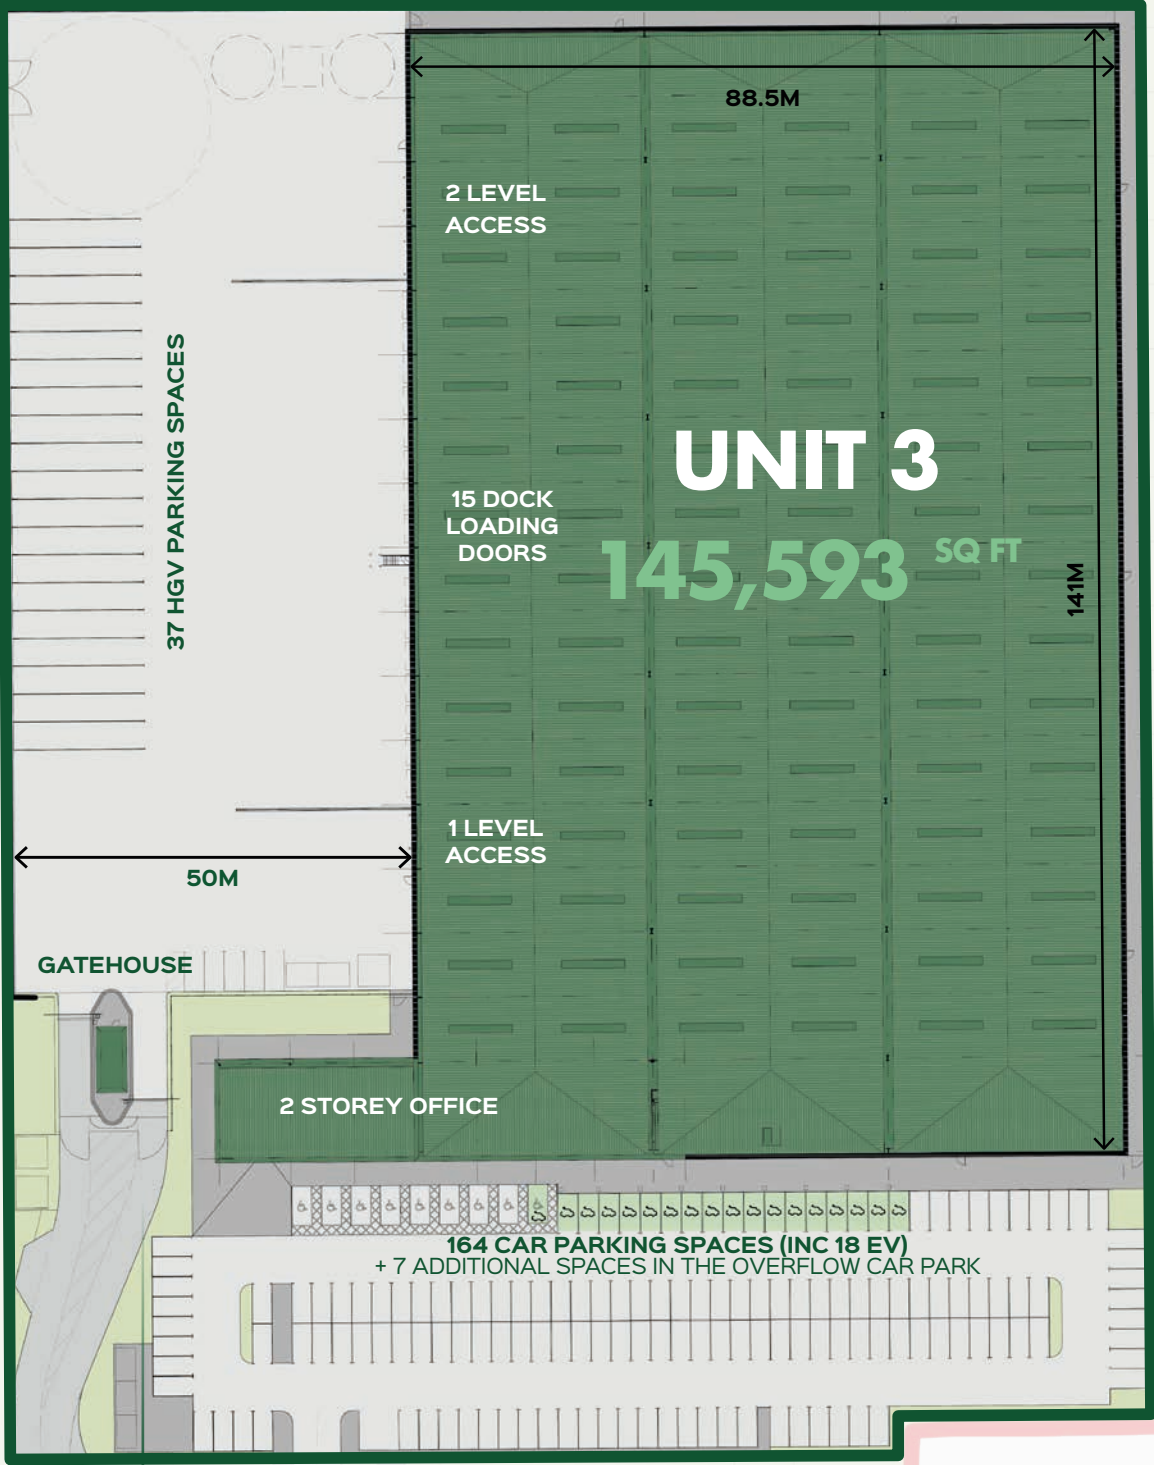 88.5M
2 LEVEL
ACCESS
37 HGV PARKING SPACES
UNIT 3
15 DOCK
LOADING
DOORS
145,593 SQ FT
141M
1 LEVEL
ACCESS
50M
GATEHOUSE
2 STOREY OFFICE
164 CAR PARKING SPACES (INC 18 EV)
+ 7 ADDITIONAL SPACES IN THE OVERFLOW CAR PARK